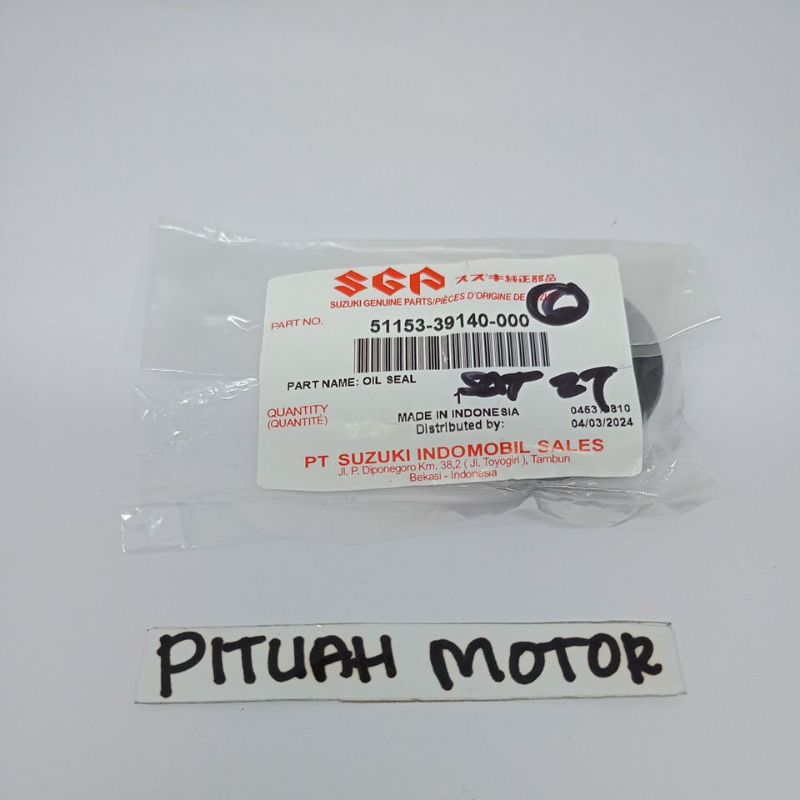 SGP スズキ純正部品
SUZUKI GENUINE PARTS/PIÈCES D'ORIGINE DE
PART NO. 51153-39140-000
PART NAME: OIL SEAL
QUANTITY
(QUANTITÉ)
MADE IN INDONESIA
Distributed by:
04/03/2024
PT SUZUKI INDOMOBIL SALES
Jl. P. Diponegoro Km. 38,2 ( Jl. Toyogiri ), Tambun
Bekasi - Indonesia
PITUAH MOTOR